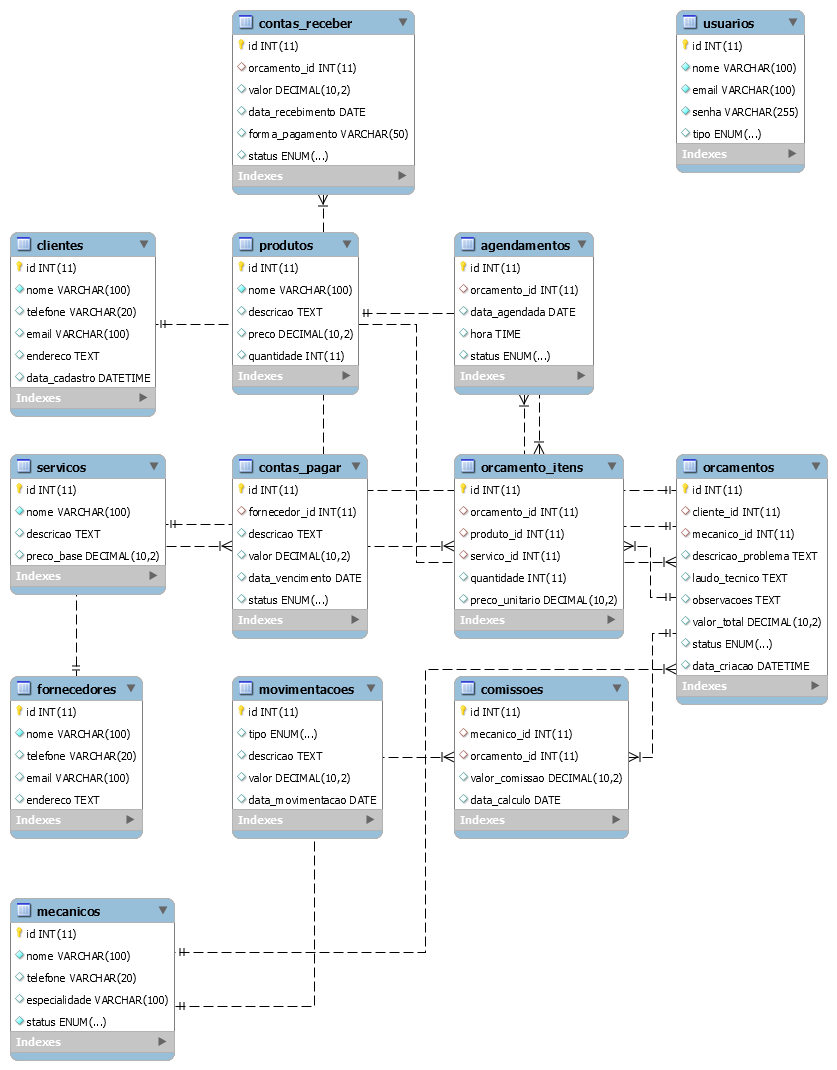 contas_receber
id INT(11)
orcamento_id INT(11)
valor DECIMAL(10,2)
data_recebimento DATE
forma_pagamento VARCHAR(50)
status ENUM(...)
Indexes
usuarios
id INT(11)
nome VARCHAR(100)
email VARCHAR(100)
senha VARCHAR(255)
tipo ENUM(...)
Indexes
clientes
id INT(11)
nome VARCHAR(100)
telefone VARCHAR(20)
email VARCHAR(100)
endereco TEXT
data_cadastro DATETIME
Indexes
produtos
id INT(11)
nome VARCHAR(100)
descricao TEXT
preco DECIMAL(10,2)
quantidade INT(11)
Indexes
agendamentos
id INT(11)
orcamento_id INT(11)
data_agendada DATE
hora TIME
status ENUM(...)
Indexes
servicos
id INT(11)
nome VARCHAR(100)
descricao TEXT
preco_base DECIMAL(10,2)
Indexes
contas_pagar
id INT(11)
fornecedor_id INT(11)
descricao TEXT
valor DECIMAL(10,2)
data_vencimento DATE
status ENUM(...)
Indexes
orcamento_itens
id INT(11)
orcamento_id INT(11)
produto_id INT(11)
servico_id INT(11)
quantidade INT(11)
preco_unitario DECIMAL(10,2)
Indexes
orcamentos
id INT(11)
cliente_id INT(11)
mecanico_id INT(11)
descricao_problema TEXT
laudo_tecnico TEXT
observacoes TEXT
valor_total DECIMAL(10,2)
status ENUM(...)
data_criacao DATETIME
Indexes
fornecedores
id INT(11)
nome VARCHAR(100)
telefone VARCHAR(20)
email VARCHAR(100)
endereco TEXT
Indexes
movimentacoes
id INT(11)
tipo ENUM(...)
descricao TEXT
valor DECIMAL(10,2)
data_movimentacao DATE
Indexes
comissoes
id INT(11)
mecanico_id INT(11)
orcamento_id INT(11)
valor_comissao DECIMAL(10,2)
data_calculo DATE
Indexes
mecanicos
id INT(11)
nome VARCHAR(100)
telefone VARCHAR(20)
especialidade VARCHAR(100)
status ENUM(...)
Indexes